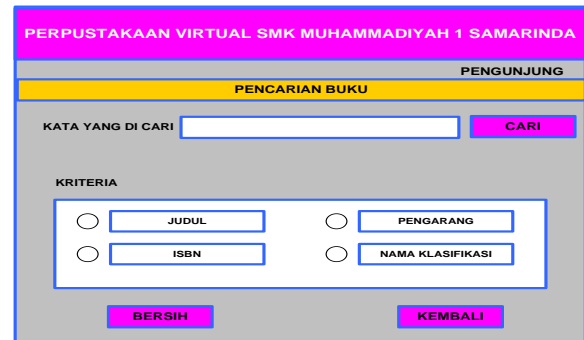 PERPUSTAKAAN VIRTUAL SMK MUHAMMADIYAH 1 SAMARINDA
PENGUNJUNG
PENCARIAN BUKU
KATA YANG DI CARI CARI
KRITERIA
JUDUL PENGARANG
ISBN NAMA KLASIFIKASI
BERSIH KEMBALI